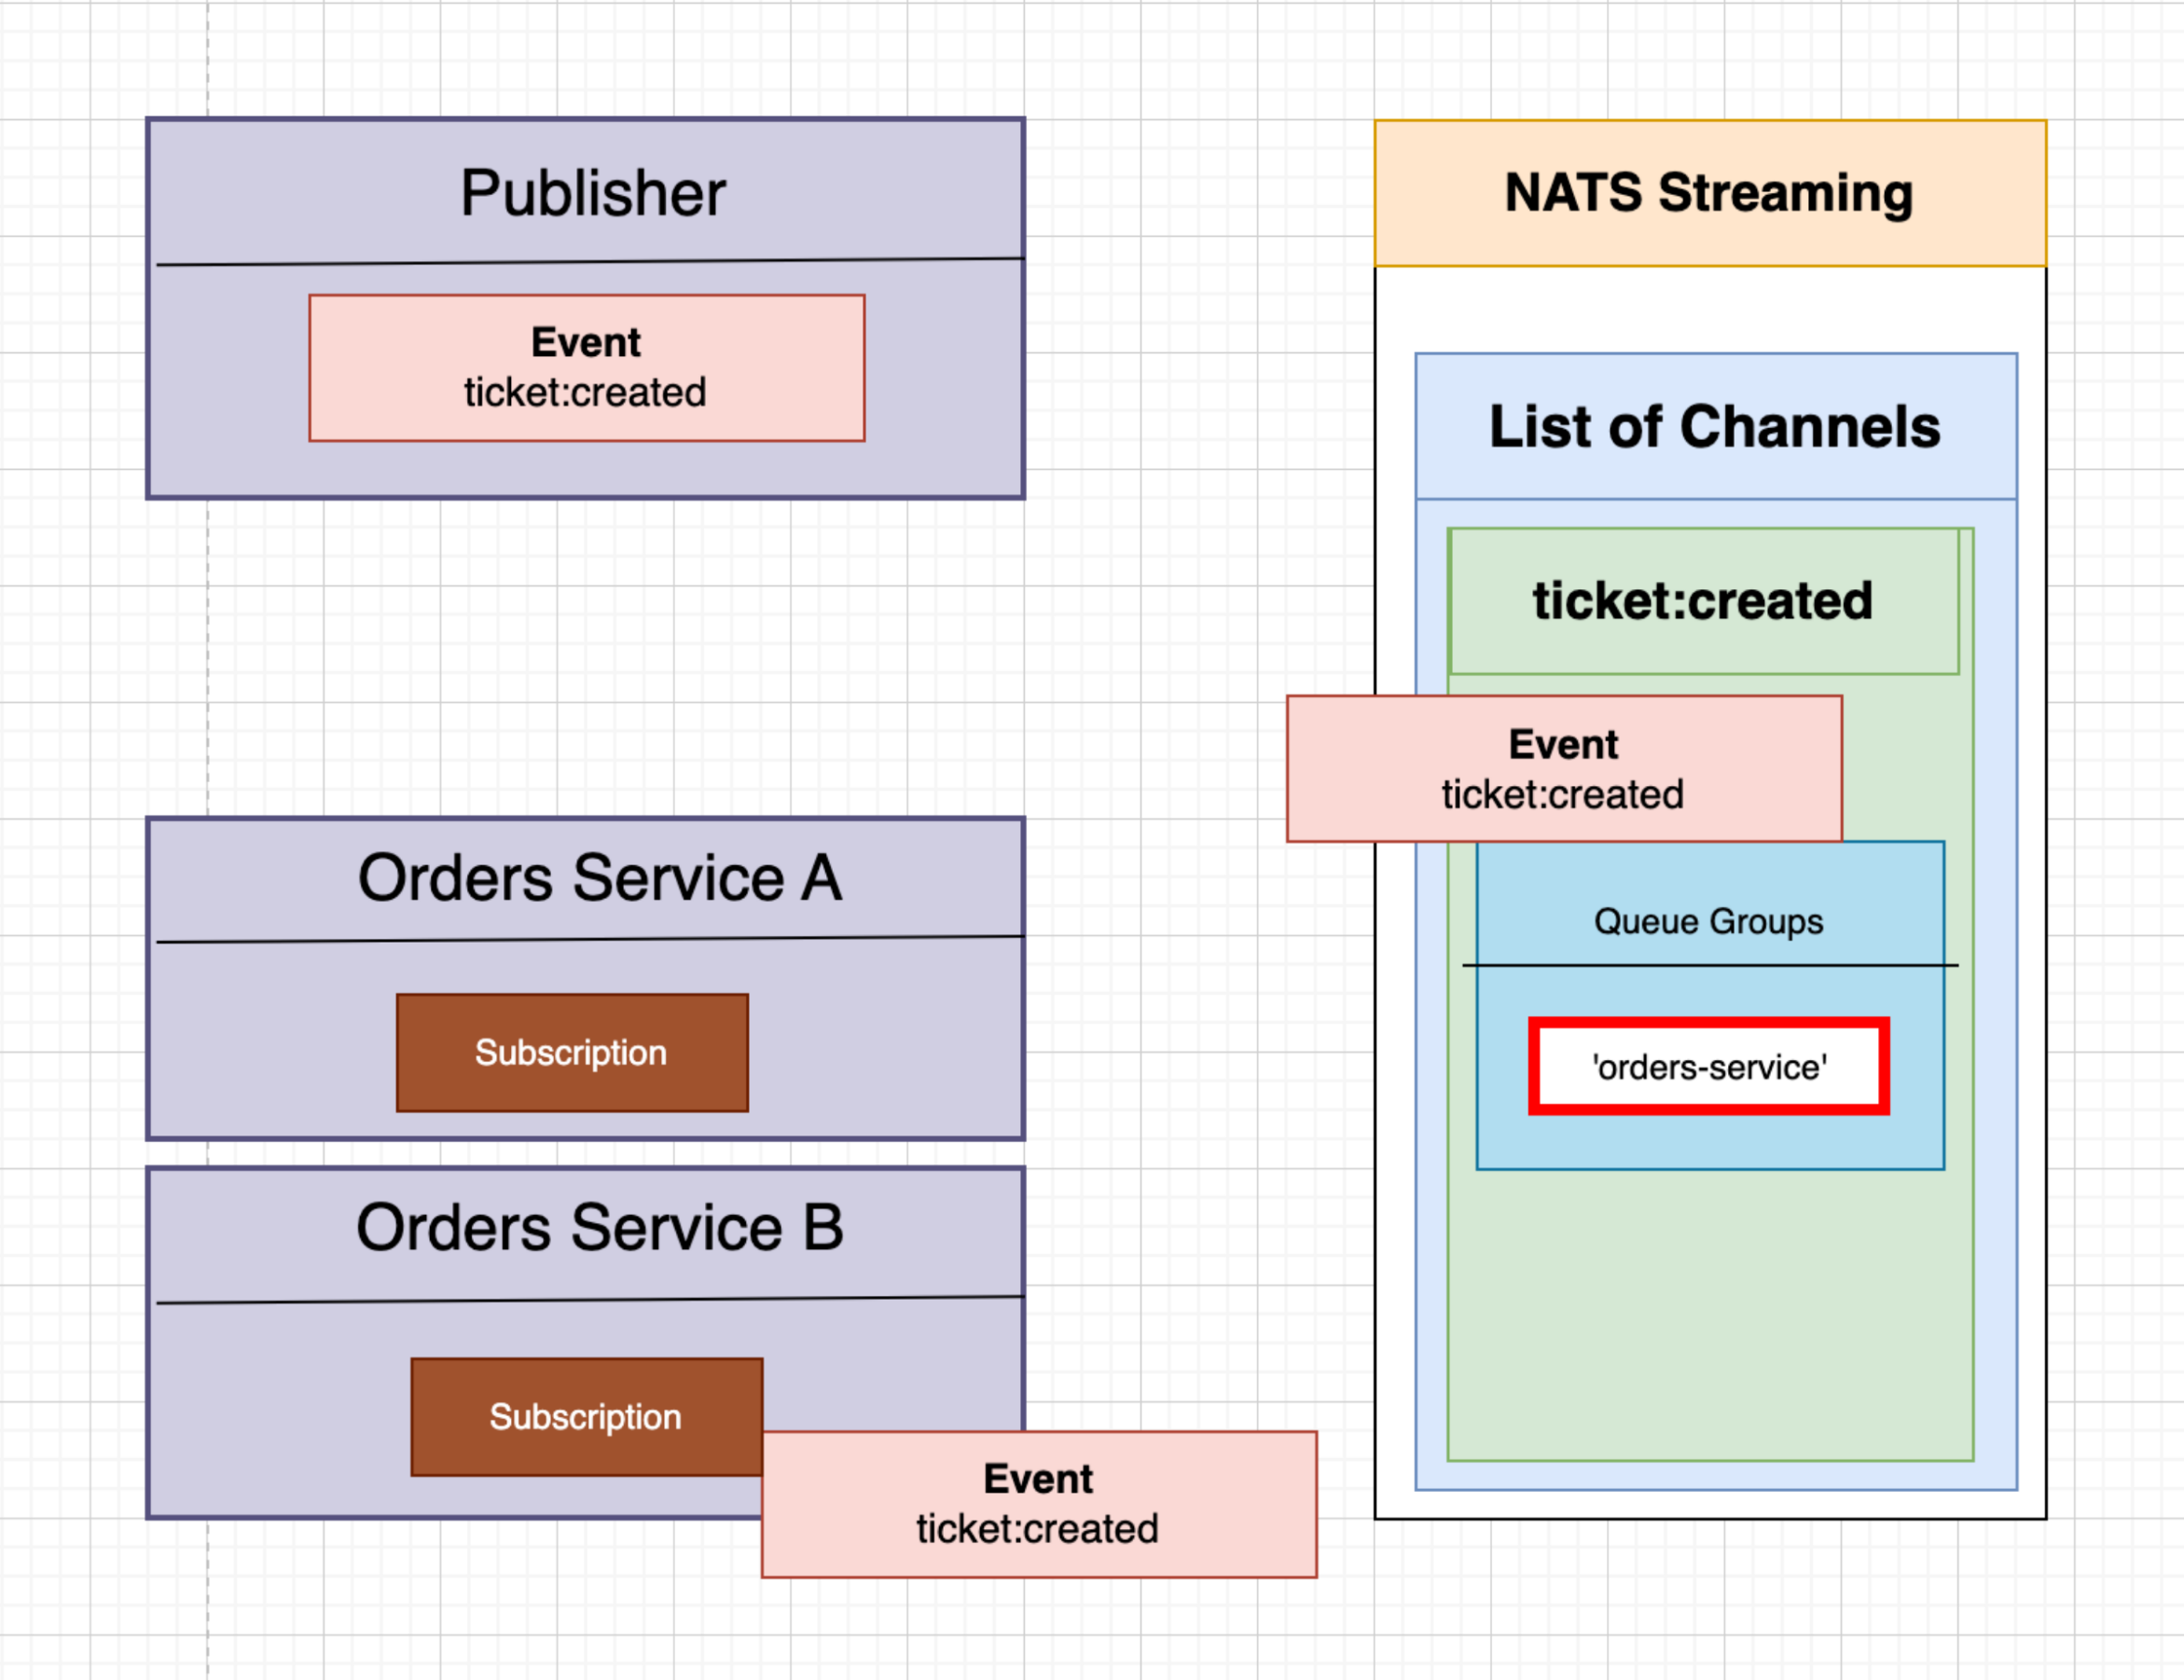 Publisher
Event
ticket:created
Orders Service A
Subscription
Orders Service B
Subscription
Event
ticket:created
NATS Streaming
List of Channels
ticket:created
Event
ticket:created
Queue Groups
'orders-service'